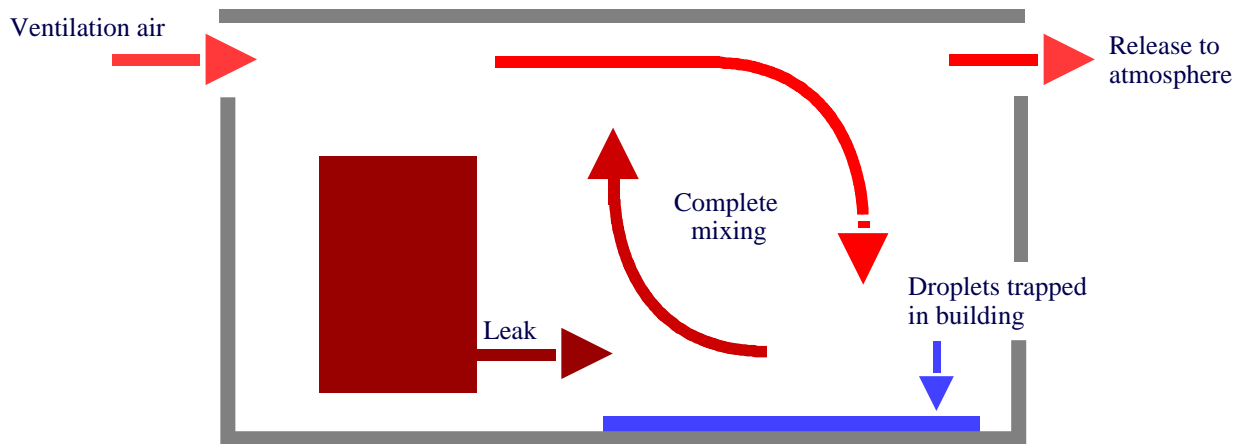 Ventilation air
Release to
atmosphere
Complete
mixing
Droplets trapped
in building
Leak